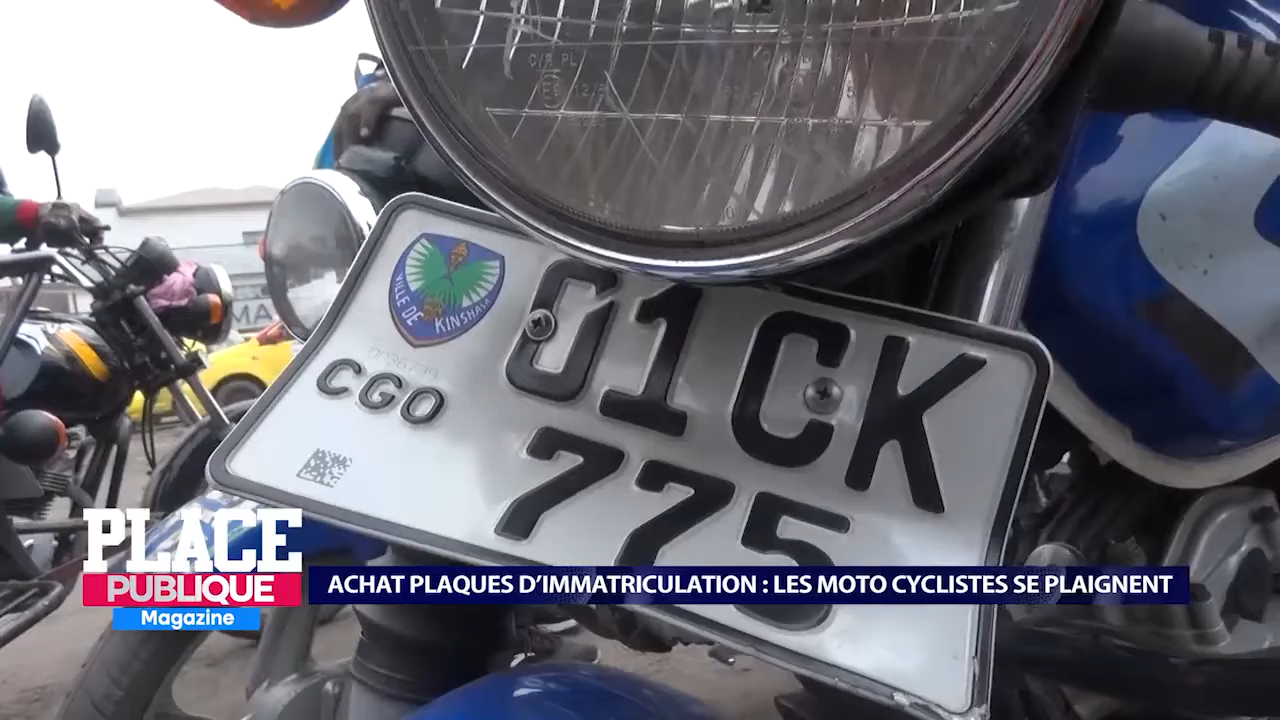 VILLE DE KINSHASA
01CK
CGO
775
PLACE
PUBLIQUE
Magazine
ACHAT PLAQUES D’IMMATRICULATION : LES MOTO CYCLISTES SE PLAIGNENT